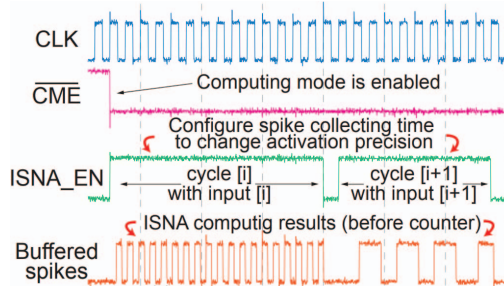 CLK
CME
Computing mode is enabled
Configure spike collecting time
to change activation precision
ISNA_EN
cycle [i]
with input [i]
cycle [i+1]
with input [i+1]
ISNA computig results (before counter)
Buffered
spikes